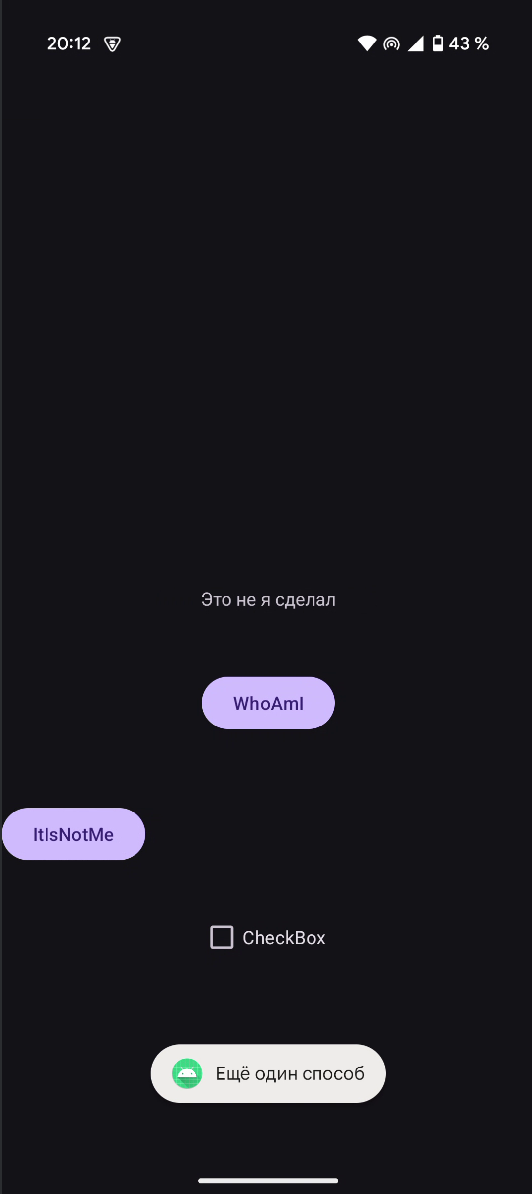 20:12
43 %
Это не я сделал
WhoAmI
ItIsNotMe
CheckBox
Ещё один способ